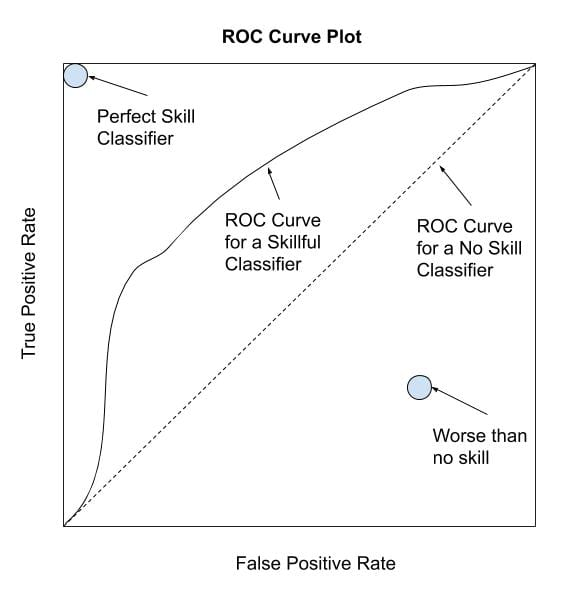 ROC Curve Plot
Perfect Skill
Classifier
ROC Curve
for a Skillful
Classifier
ROC Curve
for a No Skill
Classifier
True Positive Rate
Worse than
no skill
False Positive Rate